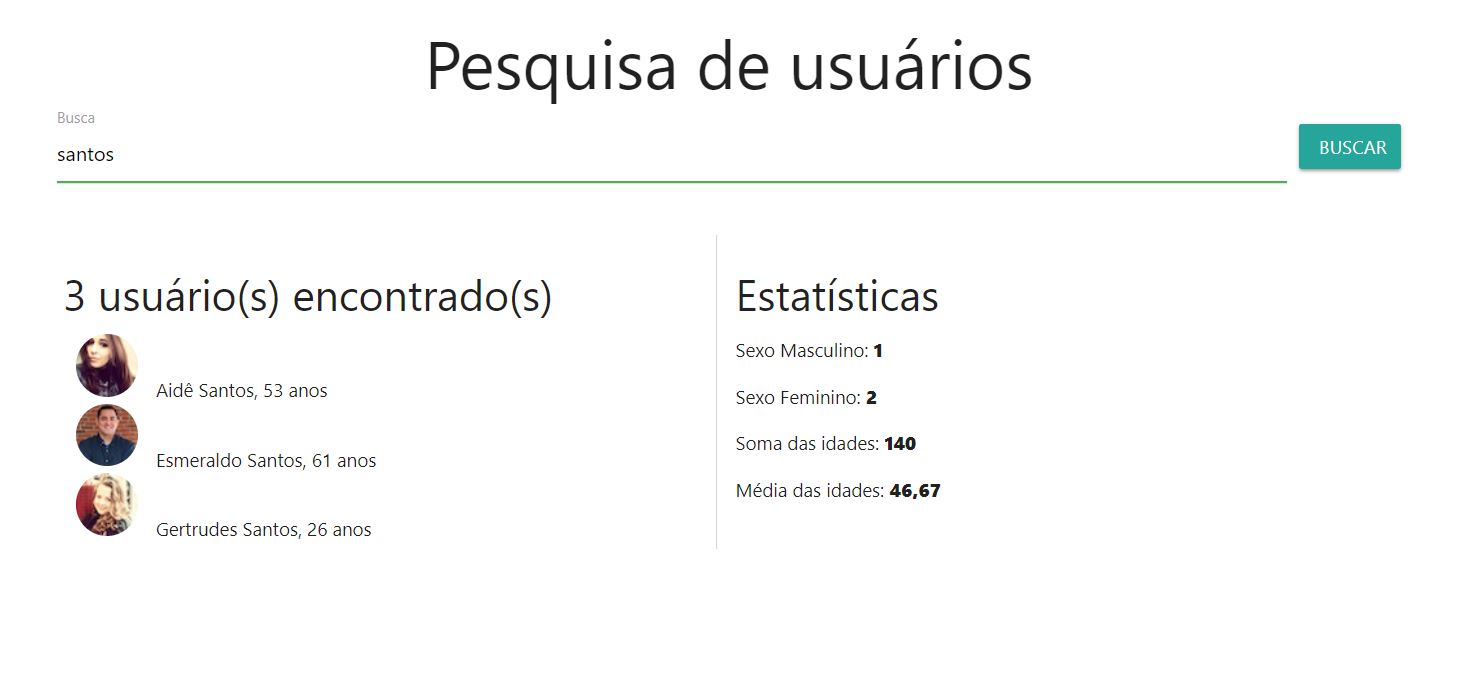 Pesquisa de usuários
Busca
santos
BUSCAR
3 usuário(s) encontrado(s)
Aidê Santos, 53 anos
Esmeraldo Santos, 61 anos
Gertrudes Santos, 26 anos
Estatísticas
Sexo Masculino: 1
Sexo Feminino: 2
Soma das idades: 140
Média das idades: 46,67